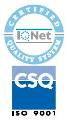 CERTIFIED
IQNet
QUALITY SYSTEM
CSQ
ISO 9001